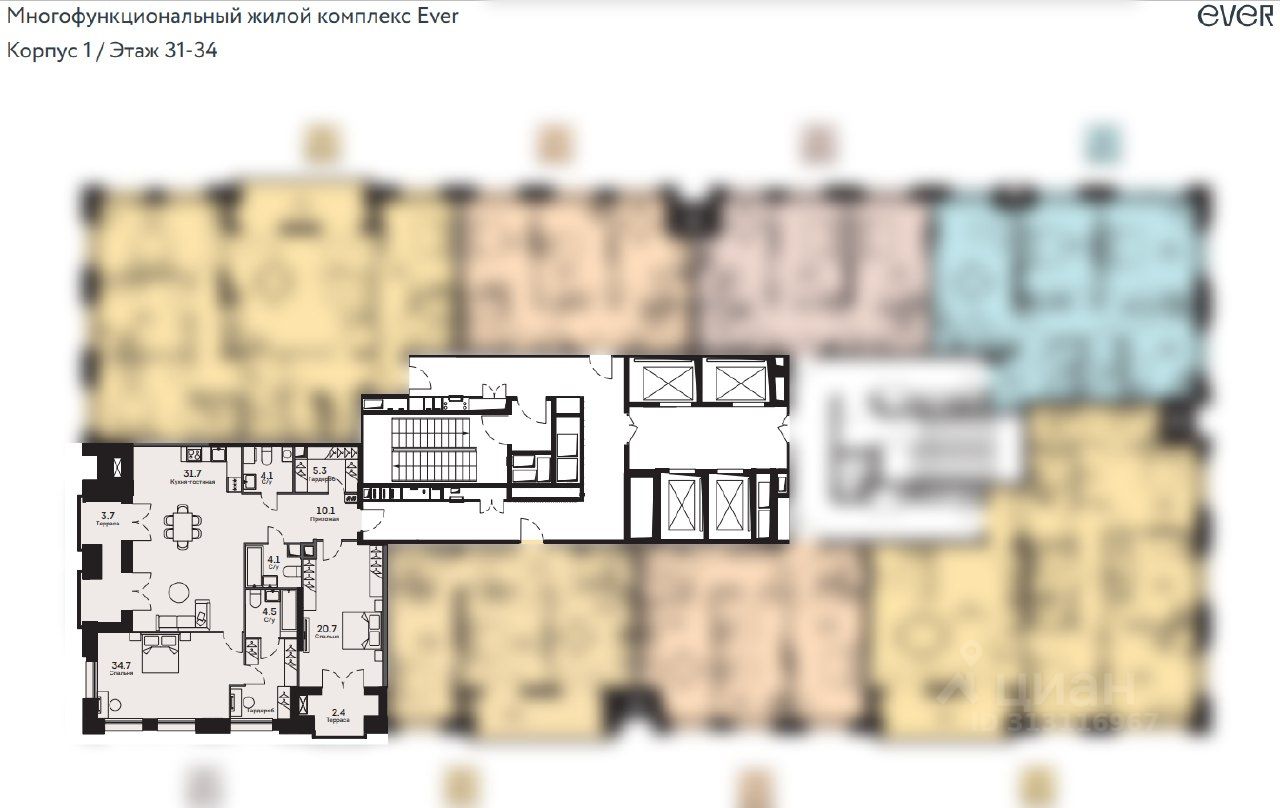 Многофункциональный жилой комплекс Ever
ever
Корпус 1 / Этаж 31-34
31.7
Кухня-гостиная
4.1
С/у
5.3
Гардероб
3.7
Терраса
10.1
Прихожая
4.1
С/у
4.5
С/у
20.7
Спальня
34.7
Спальня
Гардероб
2.4
Терраса
циан
ID 313116967